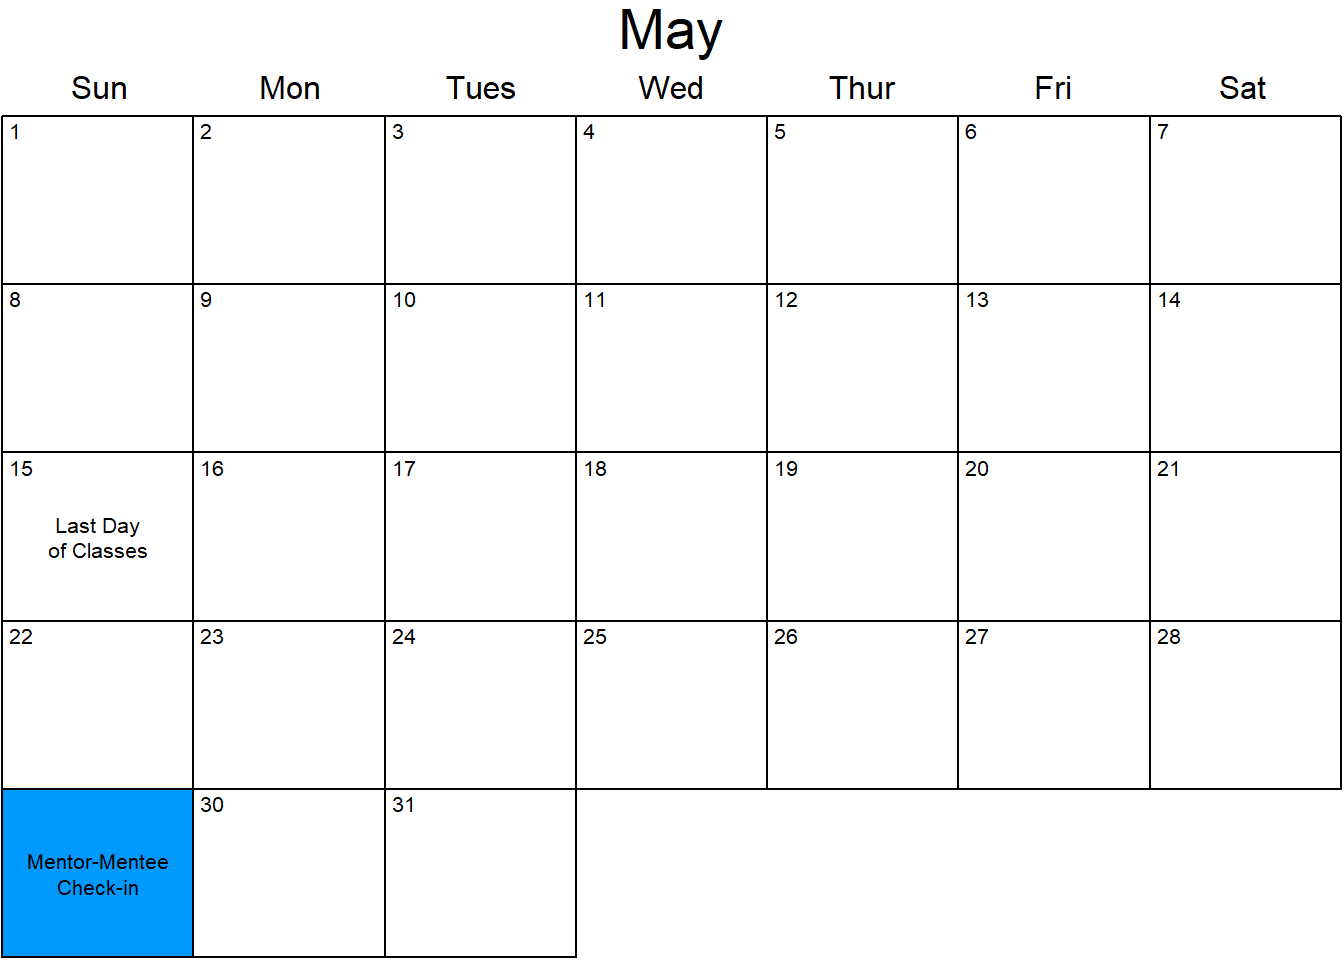 May
Sun Mon Tues Wed Thur Fri Sat
1 2 3 4 5 6 7
8 9 10 11 12 13 14
15 16 17 18 19 20 21
Last Day
of Classes
22 23 24 25 26 27 28
30 31
Mentor-Mentee
Check-in